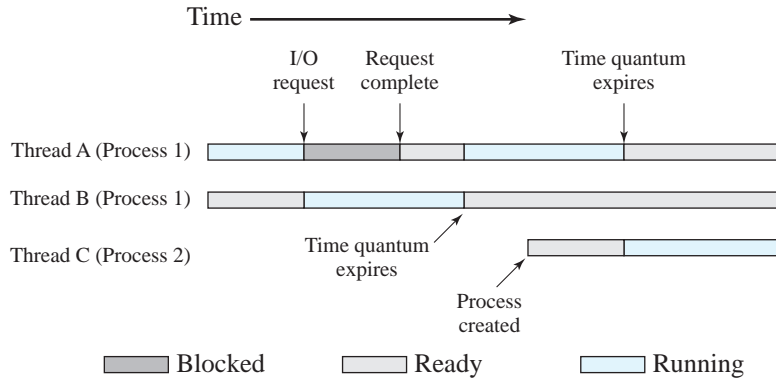 Time
I/O
request
Request
complete
Time quantum
expires
Thread A (Process 1)
Thread B (Process 1)
Time quantum
expires
Thread C (Process 2)
Process
created
Blocked
Ready
Running